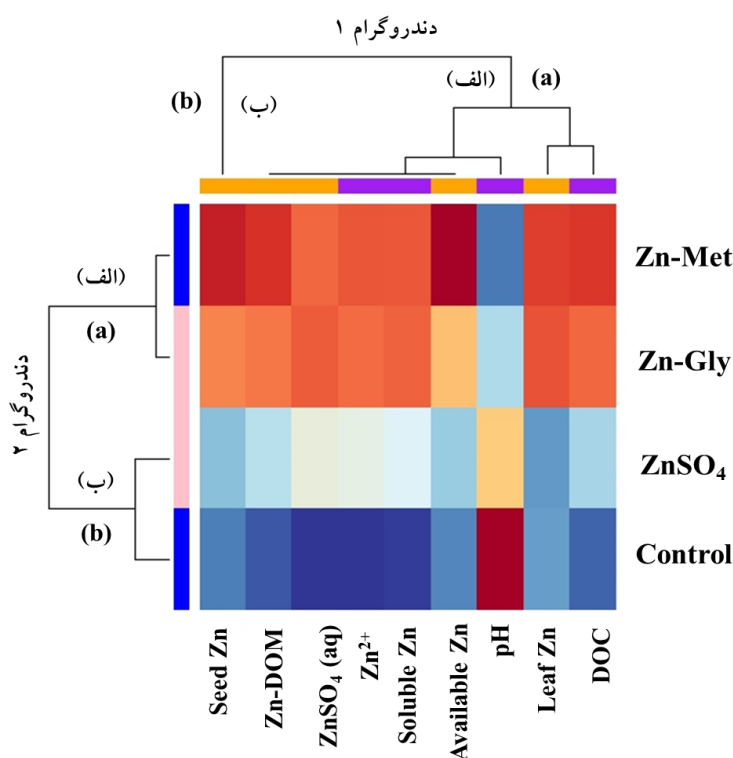 دندروگرام ۱
(الف)
(a)
(b)
(ب)
Zn-Met
(الف)
(a)
Zn-Gly
دندروگرام ۲
ZnSO₄
(ب)
(b)
Control
Seed Zn
Zn-DOM
ZnSO₄ (aq)
Zn²⁺
Soluble Zn
Available Zn
pH
Leaf Zn
DOC